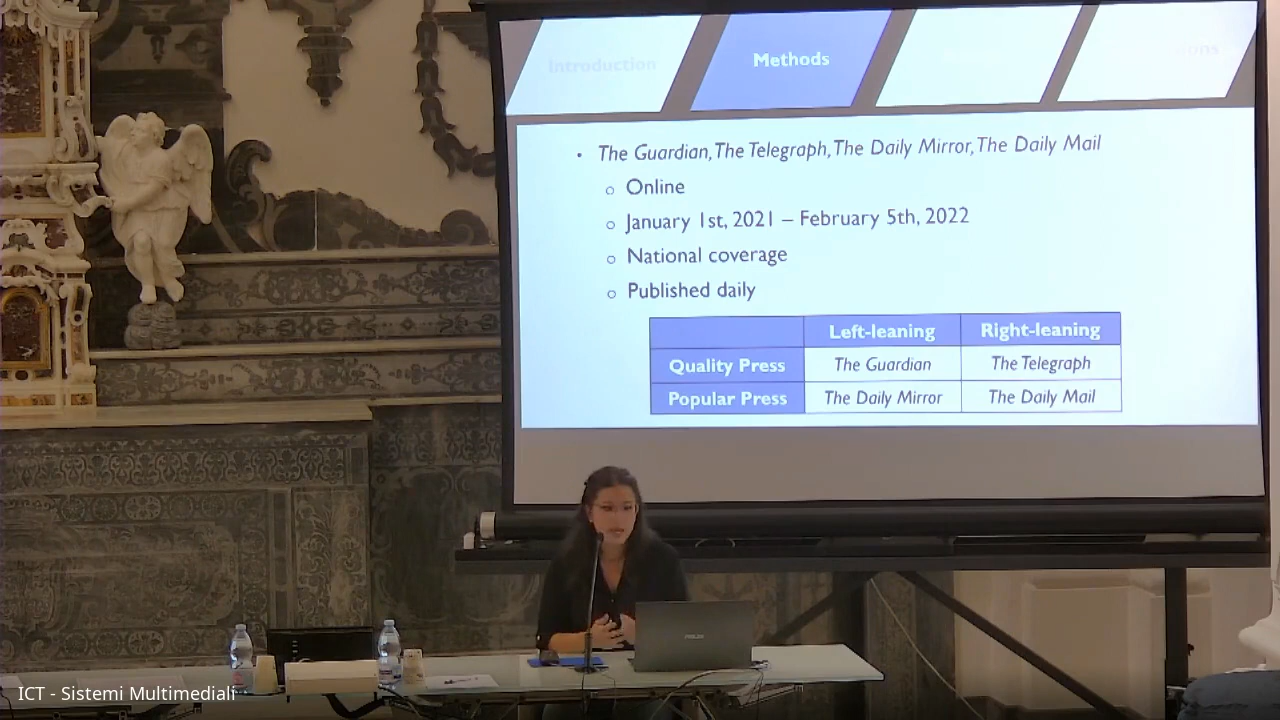 Introduction
Methods
• The Guardian, The Telegraph, The Daily Mirror, The Daily Mail
o Online
o January 1st, 2021 – February 5th, 2022
o National coverage
o Published daily
Left-leaning Right-leaning
Quality Press The Guardian The Telegraph
Popular Press The Daily Mirror The Daily Mail
ASUS
ICT - Sistemi Multimediali